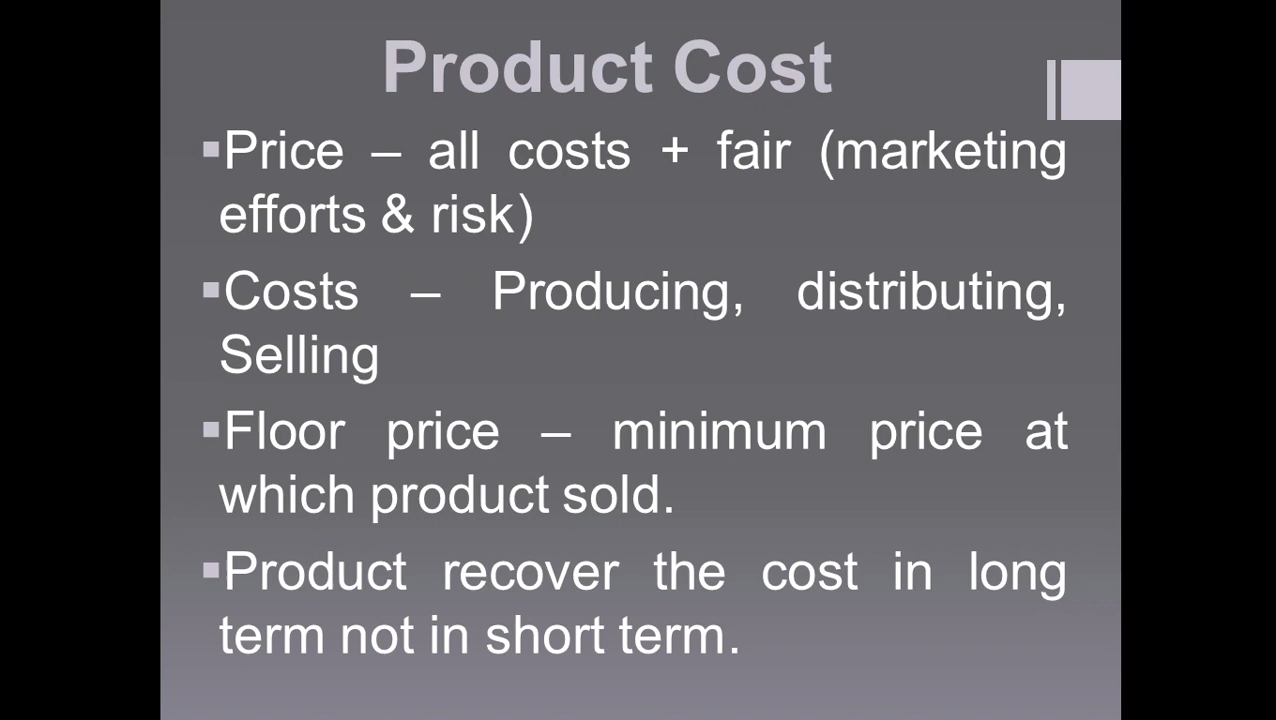 Product Cost
▪Price – all costs + fair (marketing
efforts & risk)
▪Costs – Producing, distributing,
Selling
▪Floor price – minimum price at
which product sold.
▪Product recover the cost in long
term not in short term.